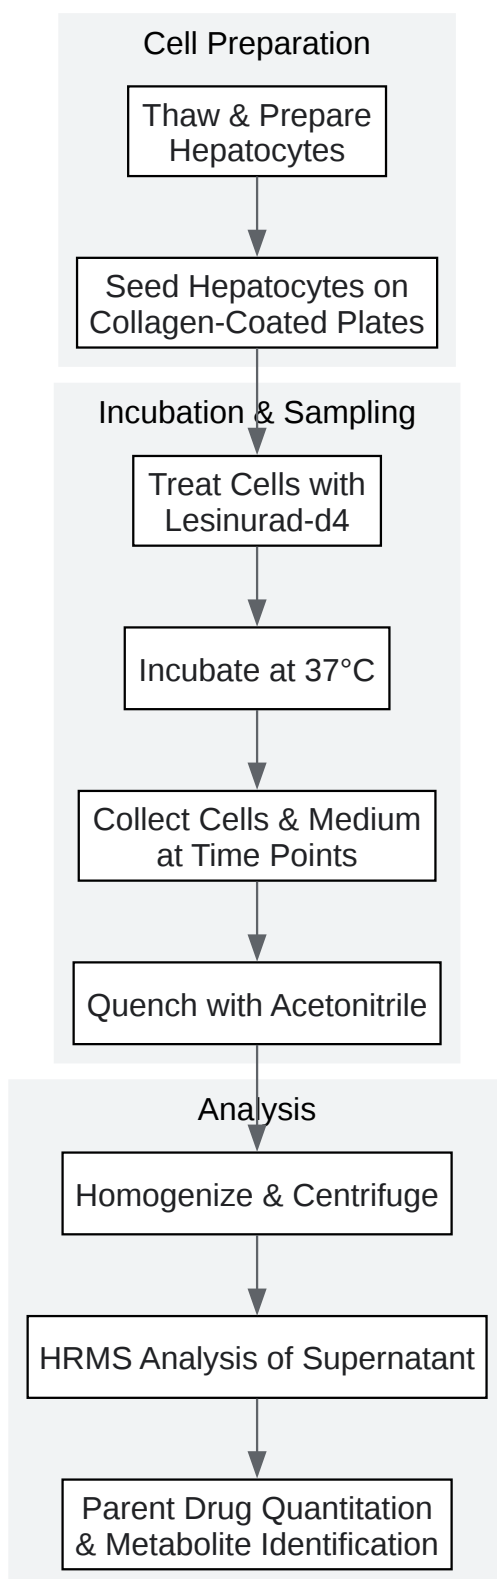 Cell Preparation
Thaw & Prepare
Hepatocytes
Seed Hepatocytes on
Collagen-Coated Plates
Incubation & Sampling
Treat Cells with
Lesinurad-d4
Incubate at 37°C
Collect Cells & Medium
at Time Points
Quench with Acetonitrile
Analysis
Homogenize & Centrifuge
HRMS Analysis of Supernatant
Parent Drug Quantitation
& Metabolite Identification